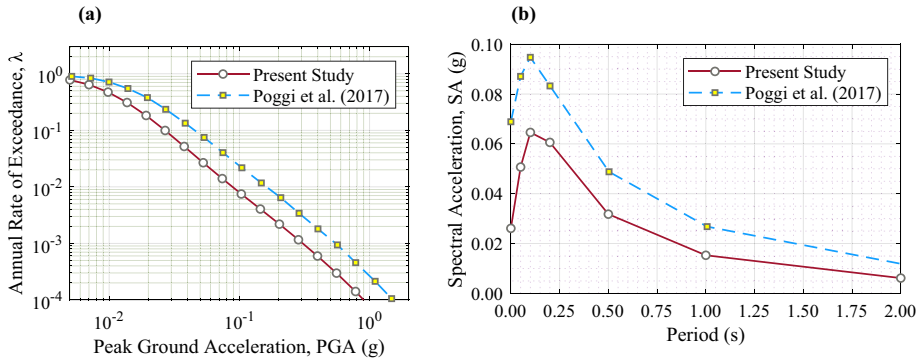 (a)
Annual Rate of Exceedance, λ
10^0
10^-1
10^-2
10^-3
10^-4
10^-2
10^-1
10^0
Peak Ground Acceleration, PGA (g)
Present Study
Poggi et al. (2017)
(b)
Spectral Acceleration, SA (g)
0.10
0.08
0.06
0.04
0.02
0.00
0.00
0.25
0.50
0.75
1.00
1.25
1.50
1.75
2.00
Period (s)
Present Study
Poggi et al. (2017)